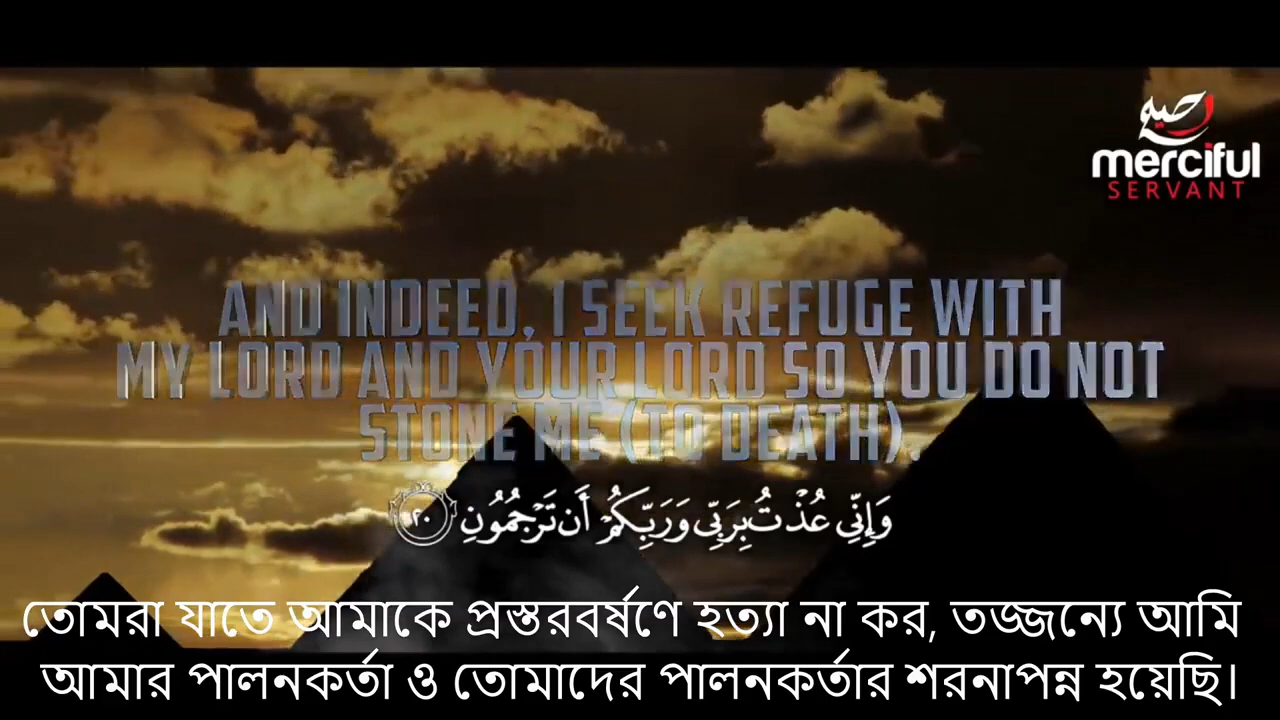 رحيم
merciful
SERVANT
AND INDEED, I SEEK REFUGE WITH
MY LORD AND YOUR LORD SO YOU DO NOT
STONE ME (TO DEATH).
وَإِنِّي عُذْتُ بِرَبِّي وَرَبِّكُمْ أَن تَرْجُمُونِ ٢٠
তোমরা যাতে আমাকে প্রস্তরবর্ষণে হত্যা না কর, তজ্জন্যে আমি
আমার পালনকর্তা ও তোমাদের পালনকর্তার শরনাপন্ন হয়েছি।